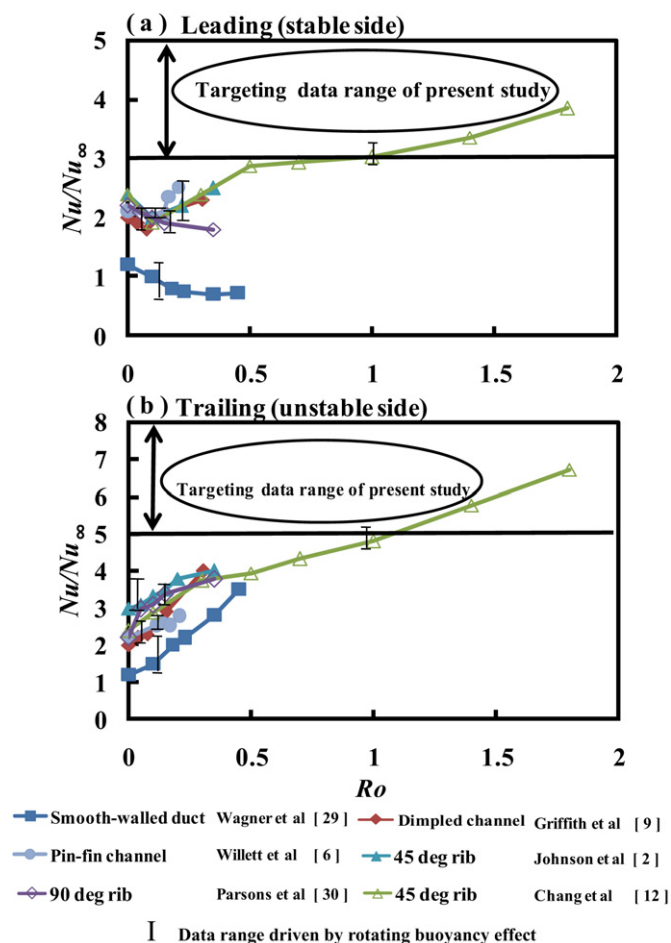 ( a ) Leading (stable side)
5
4
3
2
1
0
Nu/Nu∞
Targeting data range of present study
0
0.5
1
1.5
2
( b ) Trailing (unstable side)
8
7
6
5
4
3
2
1
0
Nu/Nu∞
Targeting data range of present study
0
0.5
1
1.5
2
Ro
Smooth-walled duct Wagner et al [ 29 ] Dimpled channel Griffith et al [ 9 ]
Pin-fin channel Willett et al [ 6 ] 45 deg rib Johnson et al [ 2 ]
90 deg rib Parsons et al [ 30 ] 45 deg rib Chang et al [ 12 ]
I Data range driven by rotating buoyancy effect